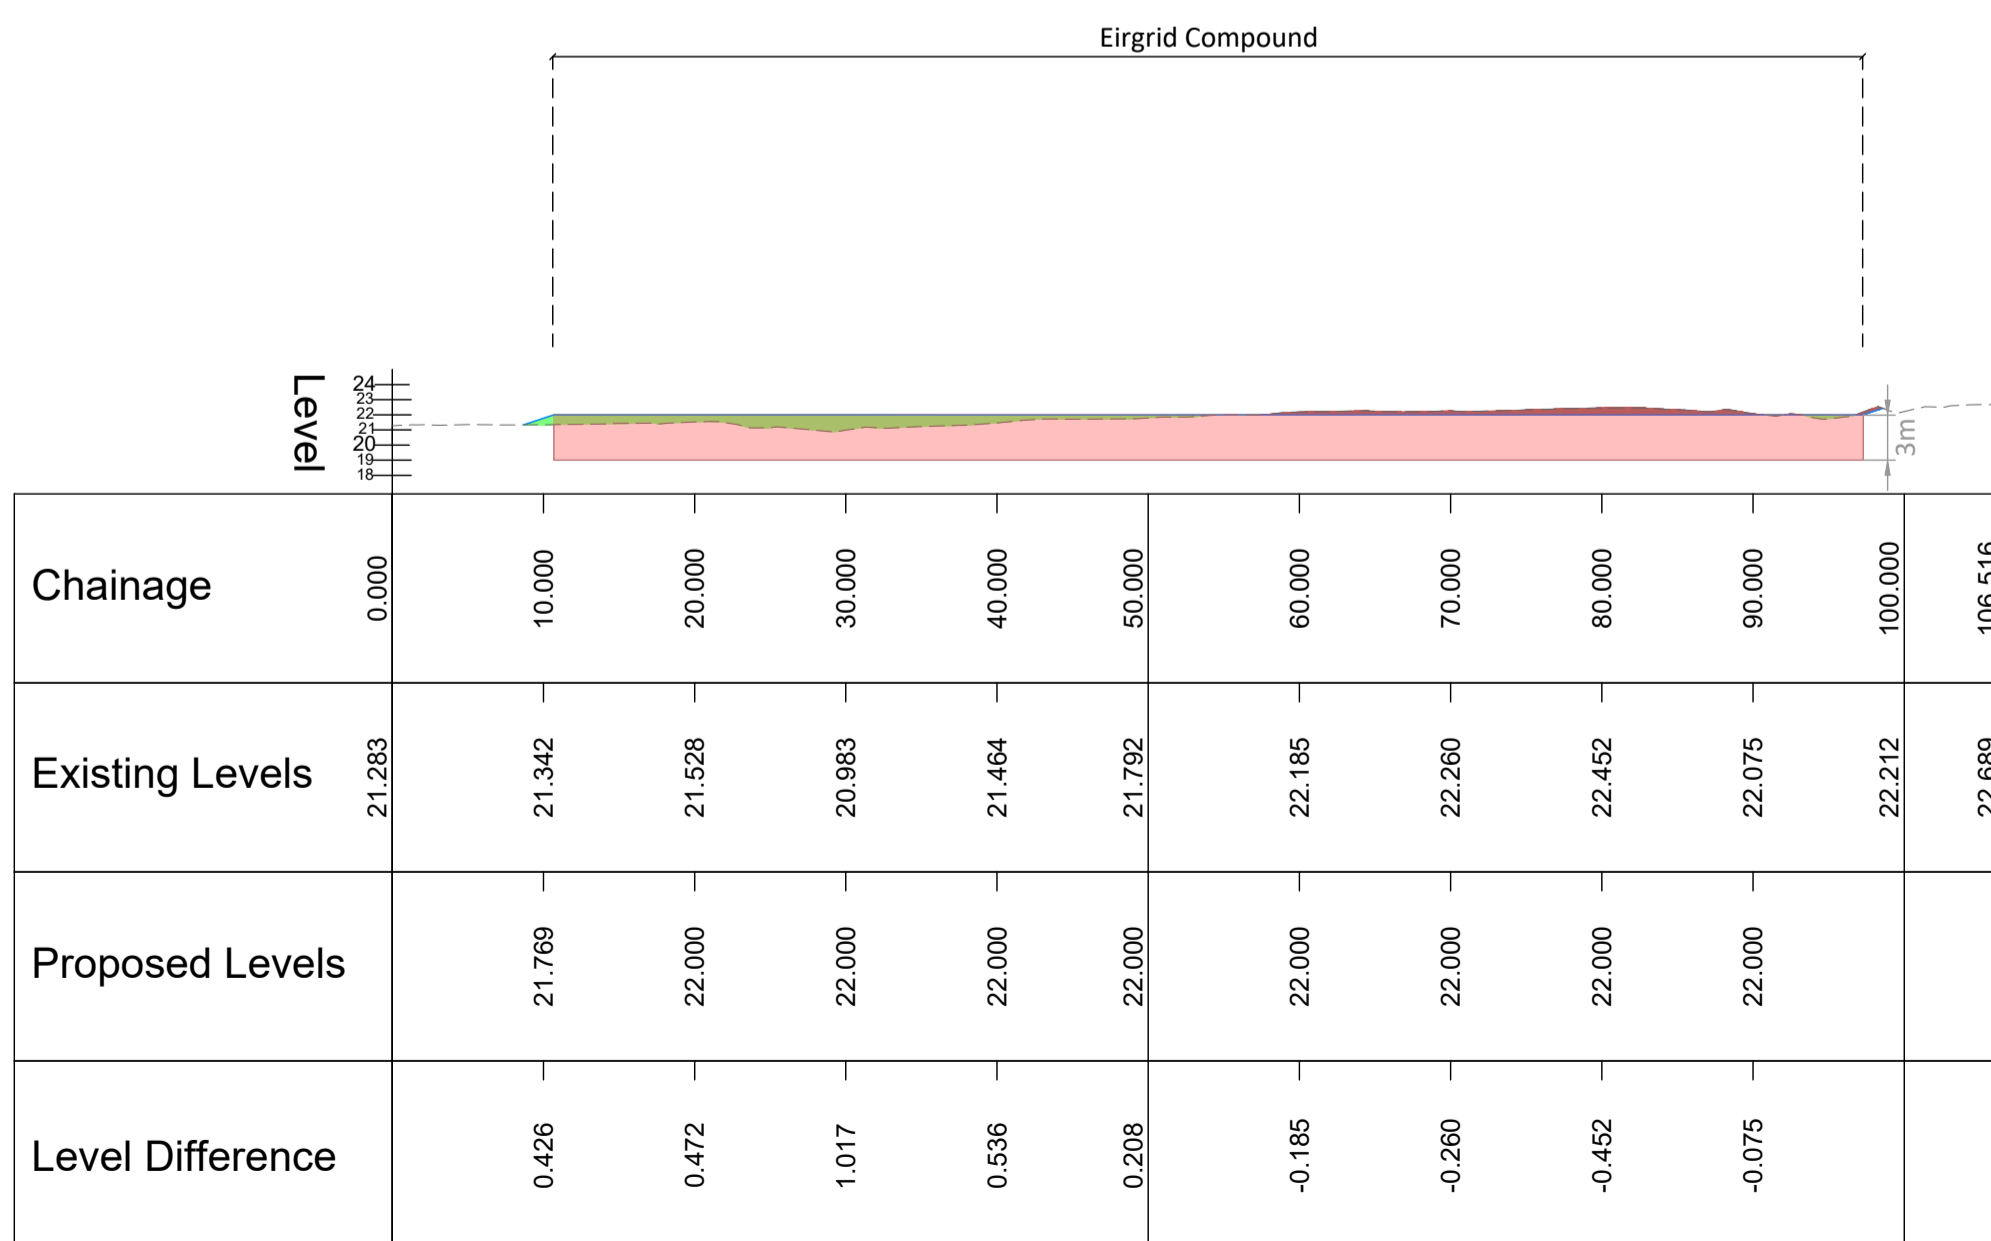 Eirgrid Compound
Level
24
23
22
21
20
19
18
3m
Chainage 0.000 10.000 20.000 30.000 40.000 50.000 60.000 70.000 80.000 90.000 100.000 106.516
Existing Levels 21.283 21.342 21.528 20.983 21.464 21.792 22.185 22.260 22.452 22.075 22.212 22.689
Proposed Levels 21.769 22.000 22.000 22.000 22.000 22.000 22.000 22.000 22.000
Level Difference 0.426 0.472 1.017 0.536 0.208 -0.185 -0.260 -0.452 -0.075